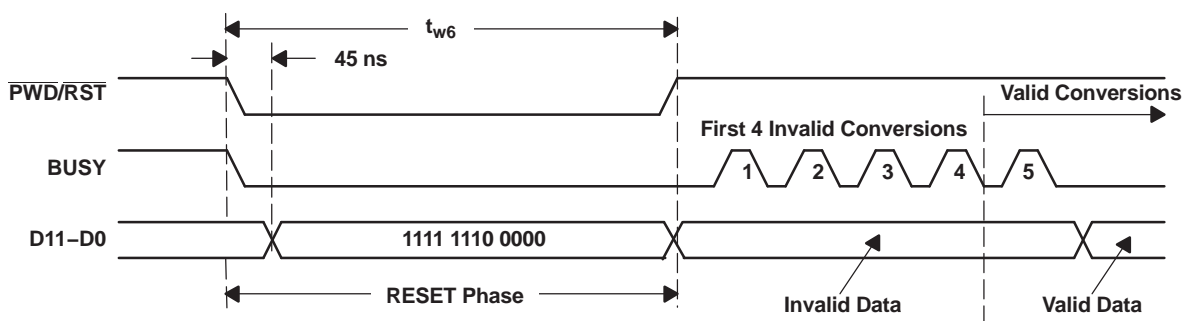 tw6
45 ns
PWD/RST
Valid Conversions
First 4 Invalid Conversions
BUSY
1 2 3 4 5
D11–D0
1111 1110 0000
RESET Phase
Invalid Data
Valid Data